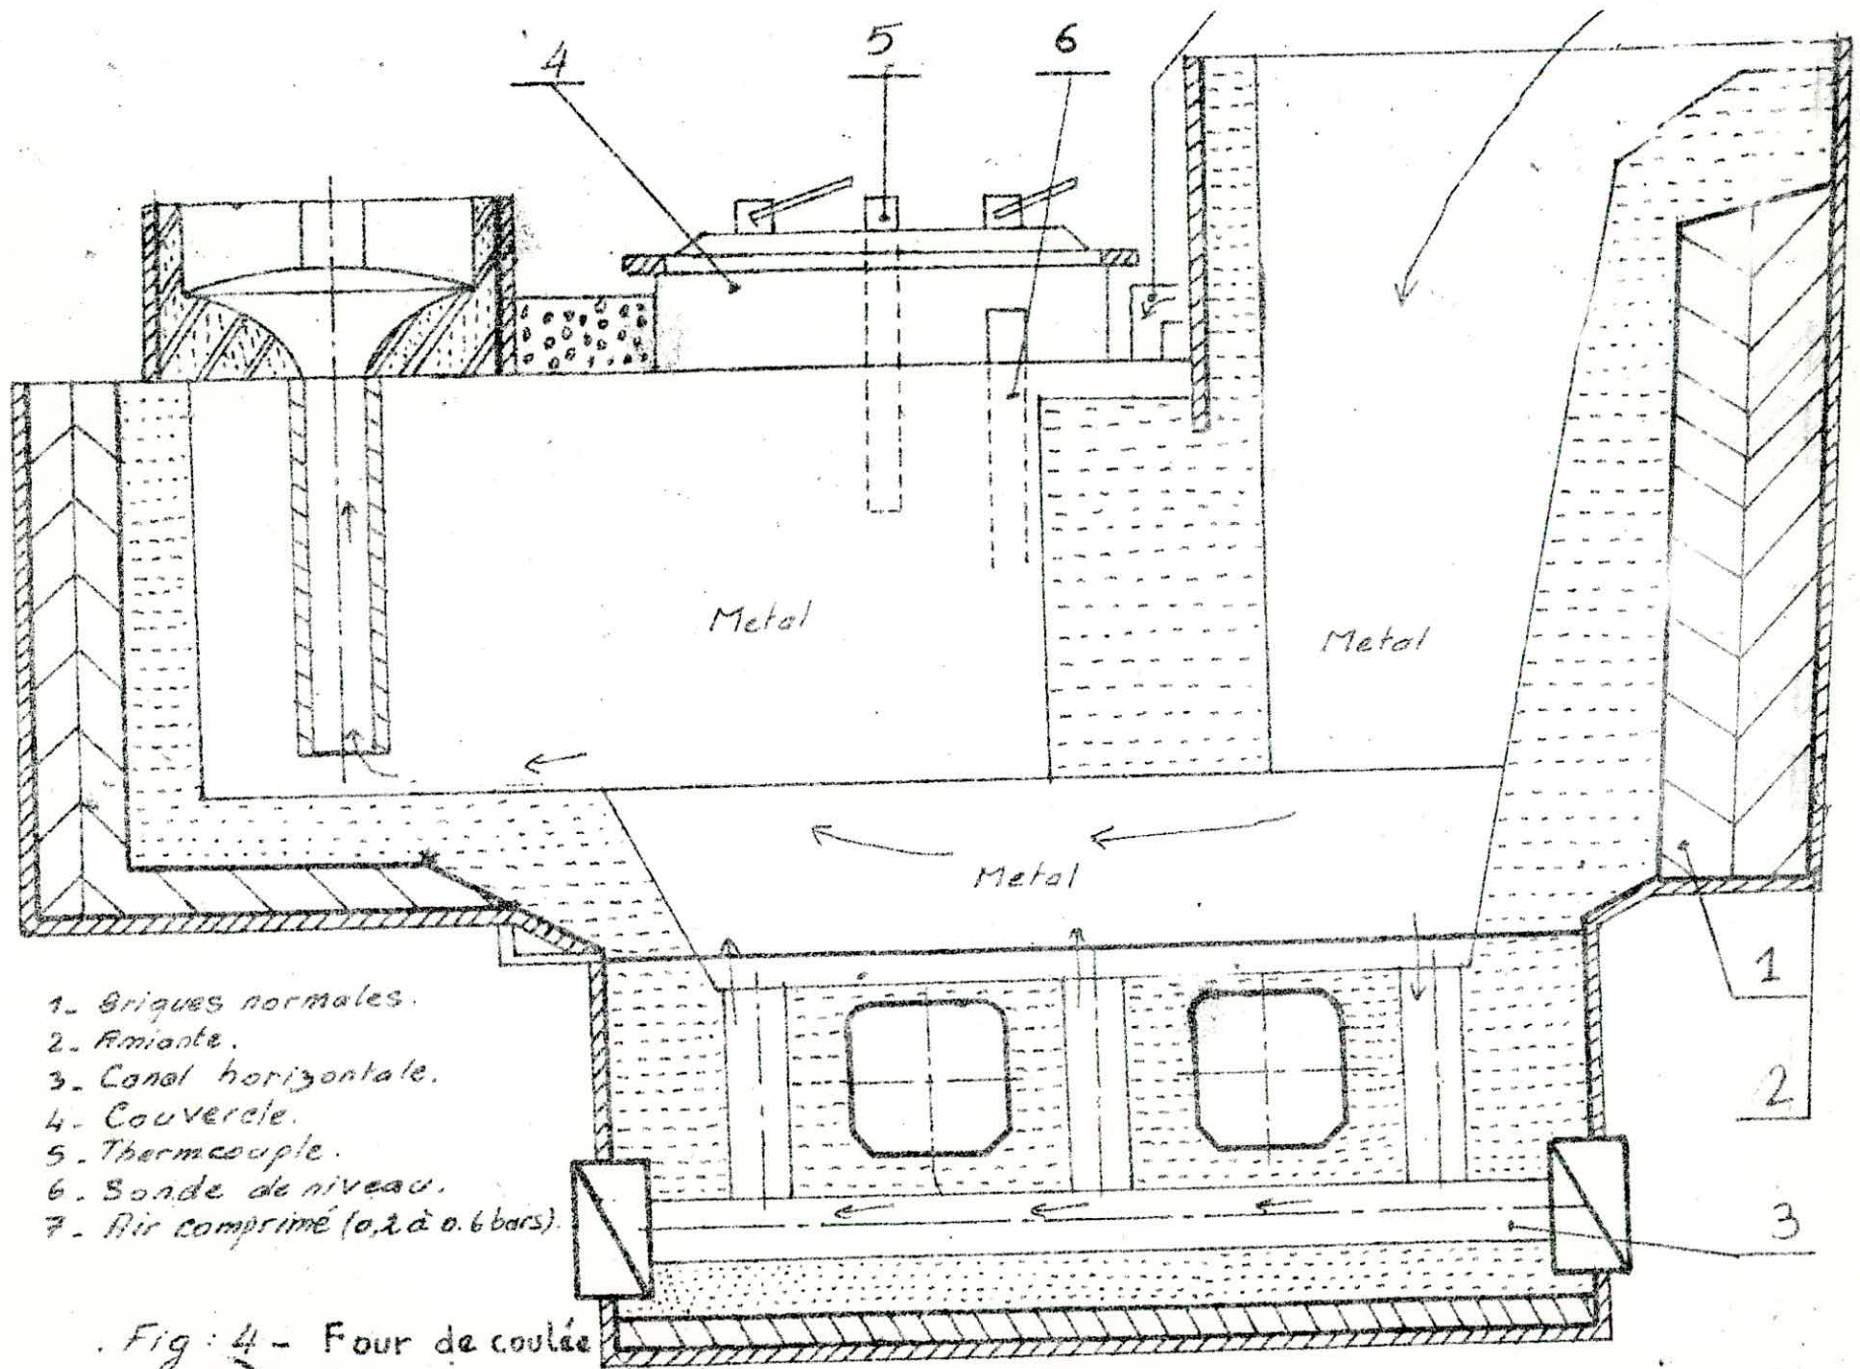 4
5
6
Metal
Metal
Metal
1
2
3
1- Briques normales.
2- Amiante.
3- Canal horizontale.
4- Couvercle.
5- Thermcouple.
6- Sonde de niveau.
7- Air comprimé (0,2 à 0.6 bars).
Fig : 4 - Four de coulée